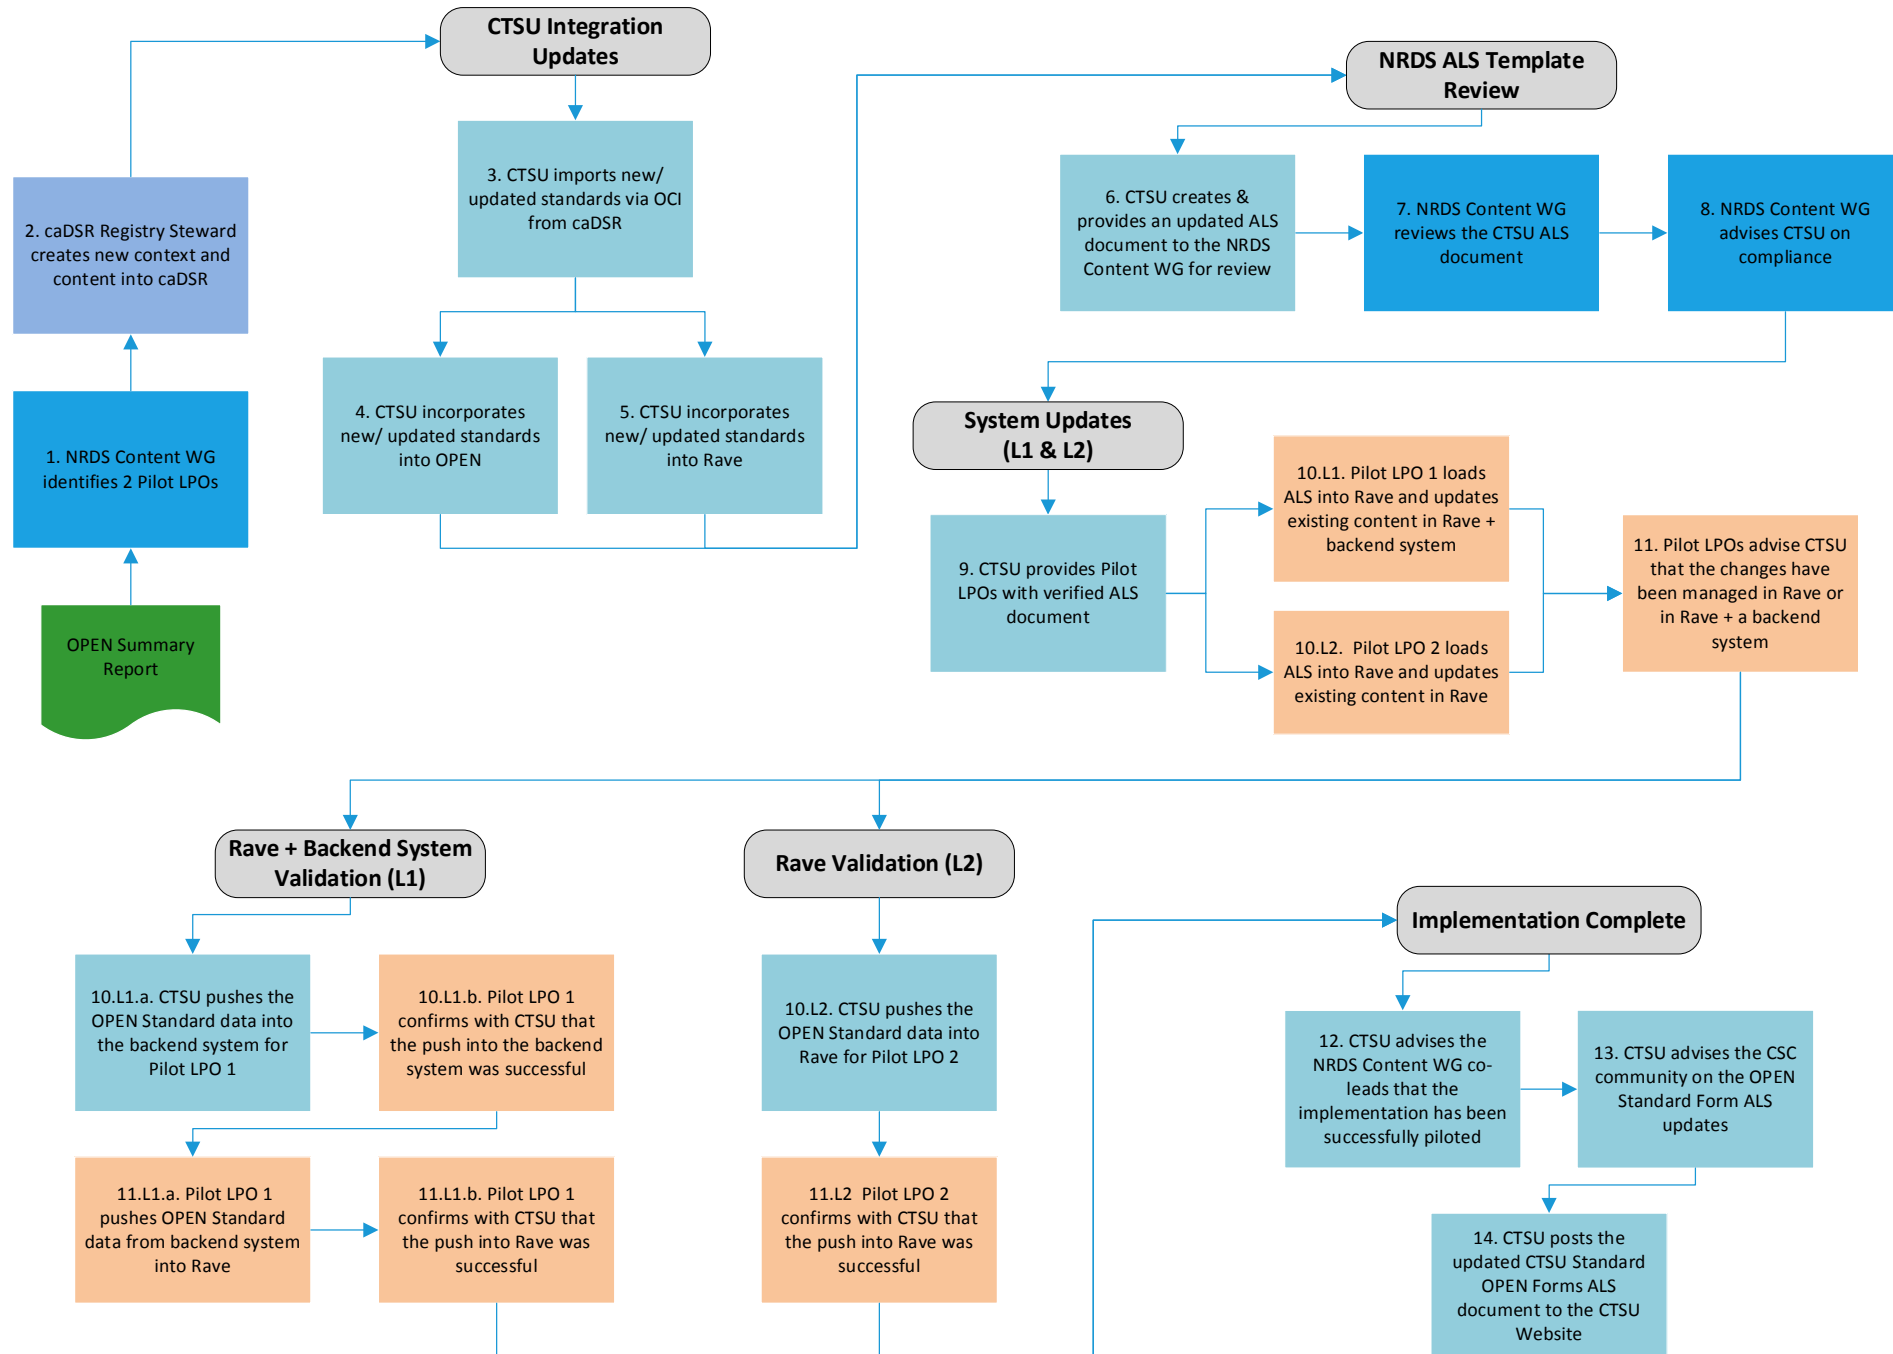 CTSU Integration
Updates
NRDS ALS Template
Review
2. caDSR Registry Steward
creates new context and
content into caDSR
3. CTSU imports new/
updated standards via OCI
from caDSR
6. CTSU creates &
provides an updated ALS
document to the NRDS
Content WG for review
7. NRDS Content WG
reviews the CTSU ALS
document
8. NRDS Content WG
advises CTSU on
compliance
1. NRDS Content WG
identifies 2 Pilot LPOs
4. CTSU incorporates
new/ updated standards
into OPEN
5. CTSU incorporates
new/ updated standards
into Rave
System Updates
(L1 & L2)
OPEN Summary
Report
9. CTSU provides Pilot
LPOs with verified ALS
document
10.L1. Pilot LPO 1 loads
ALS into Rave and updates
existing content in Rave +
backend system
10.L2.  Pilot LPO 2 loads
ALS into Rave and updates
existing content in Rave
11. Pilot LPOs advise CTSU
that the changes have
been managed in Rave or
in Rave + a backend
system
Rave + Backend System
Validation (L1)
Rave Validation (L2)
Implementation Complete
10.L1.a. CTSU pushes the
OPEN Standard data into
the backend system for
Pilot LPO 1
10.L1.b. Pilot LPO 1
confirms with CTSU that
the push into the backend
system was successful
10.L2. CTSU pushes the
OPEN Standard data into
Rave for Pilot LPO 2
12. CTSU advises the
NRDS Content WG co-
leads that the
implementation has been
successfully piloted
13. CTSU advises the CSC
community on the OPEN
Standard Form ALS
updates
11.L1.a. Pilot LPO 1
pushes OPEN Standard
data from backend system
into Rave
11.L1.b. Pilot LPO 1
confirms with CTSU that
the push into Rave was
successful
11.L2  Pilot LPO 2
confirms with CTSU that
the push into Rave was
successful
14. CTSU posts the
updated CTSU Standard
OPEN Forms ALS
document to the CTSU
Website